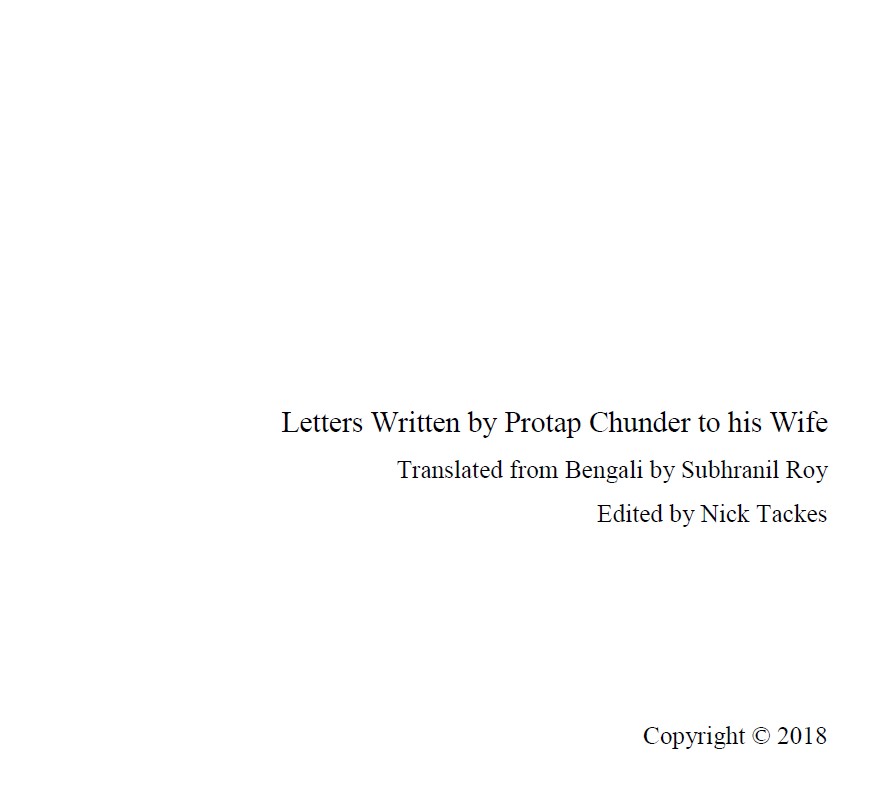 Letters Written by Protap Chunder to his Wife
Translated from Bengali by Subhranil Roy
Edited by Nick Tackes
Copyright © 2018